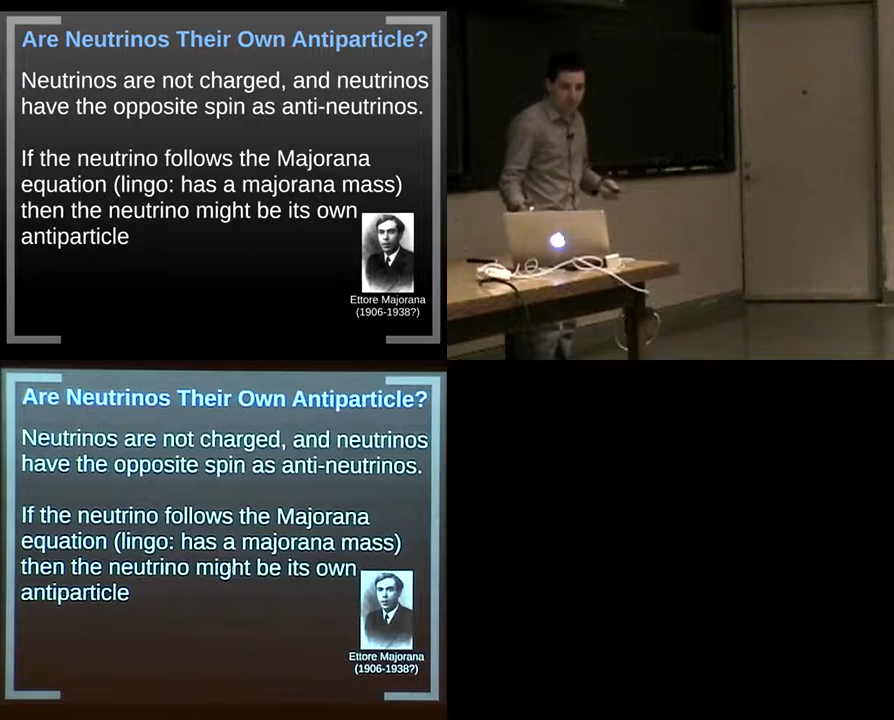 Are Neutrinos Their Own Antiparticle?
Neutrinos are not charged, and neutrinos
have the opposite spin as anti-neutrinos.
If the neutrino follows the Majorana
equation (lingo: has a majorana mass)
then the neutrino might be its own
antiparticle
Ettore Majorana
(1906-1938?)
Are Neutrinos Their Own Antiparticle?
Neutrinos are not charged, and neutrinos
have the opposite spin as anti-neutrinos.
If the neutrino follows the Majorana
equation (lingo: has a majorana mass)
then the neutrino might be its own
antiparticle
Ettore Majorana
(1906-1938?)